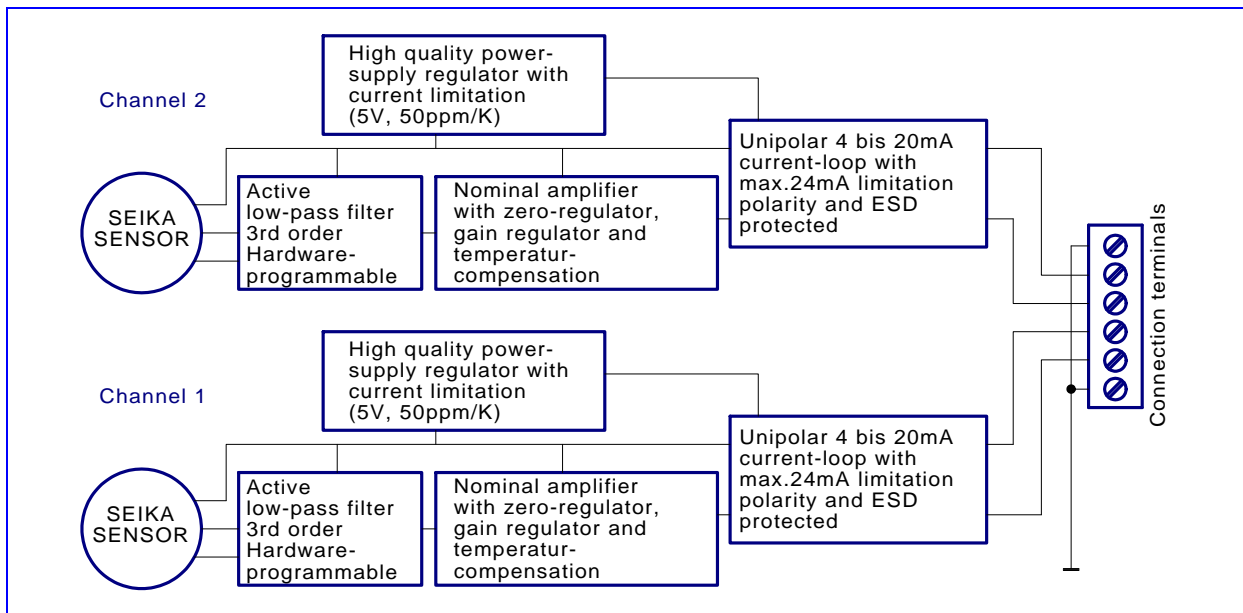 Channel 2
High quality power-
supply regulator with
current limitation
(5V, 50ppm/K)
SEIKA
SENSOR
Active
low-pass filter
3rd order
Hardware-
programmable
Nominal amplifier
with zero-regulator,
gain regulator and
temperatur-
compensation
Unipolar 4 bis 20mA
current-loop with
max.24mA limitation
polarity and ESD
protected
Channel 1
High quality power-
supply regulator with
current limitation
(5V, 50ppm/K)
SEIKA
SENSOR
Active
low-pass filter
3rd order
Hardware-
programmable
Nominal amplifier
with zero-regulator,
gain regulator and
temperatur-
compensation
Unipolar 4 bis 20mA
current-loop with
max.24mA limitation
polarity and ESD
protected
Connection terminals